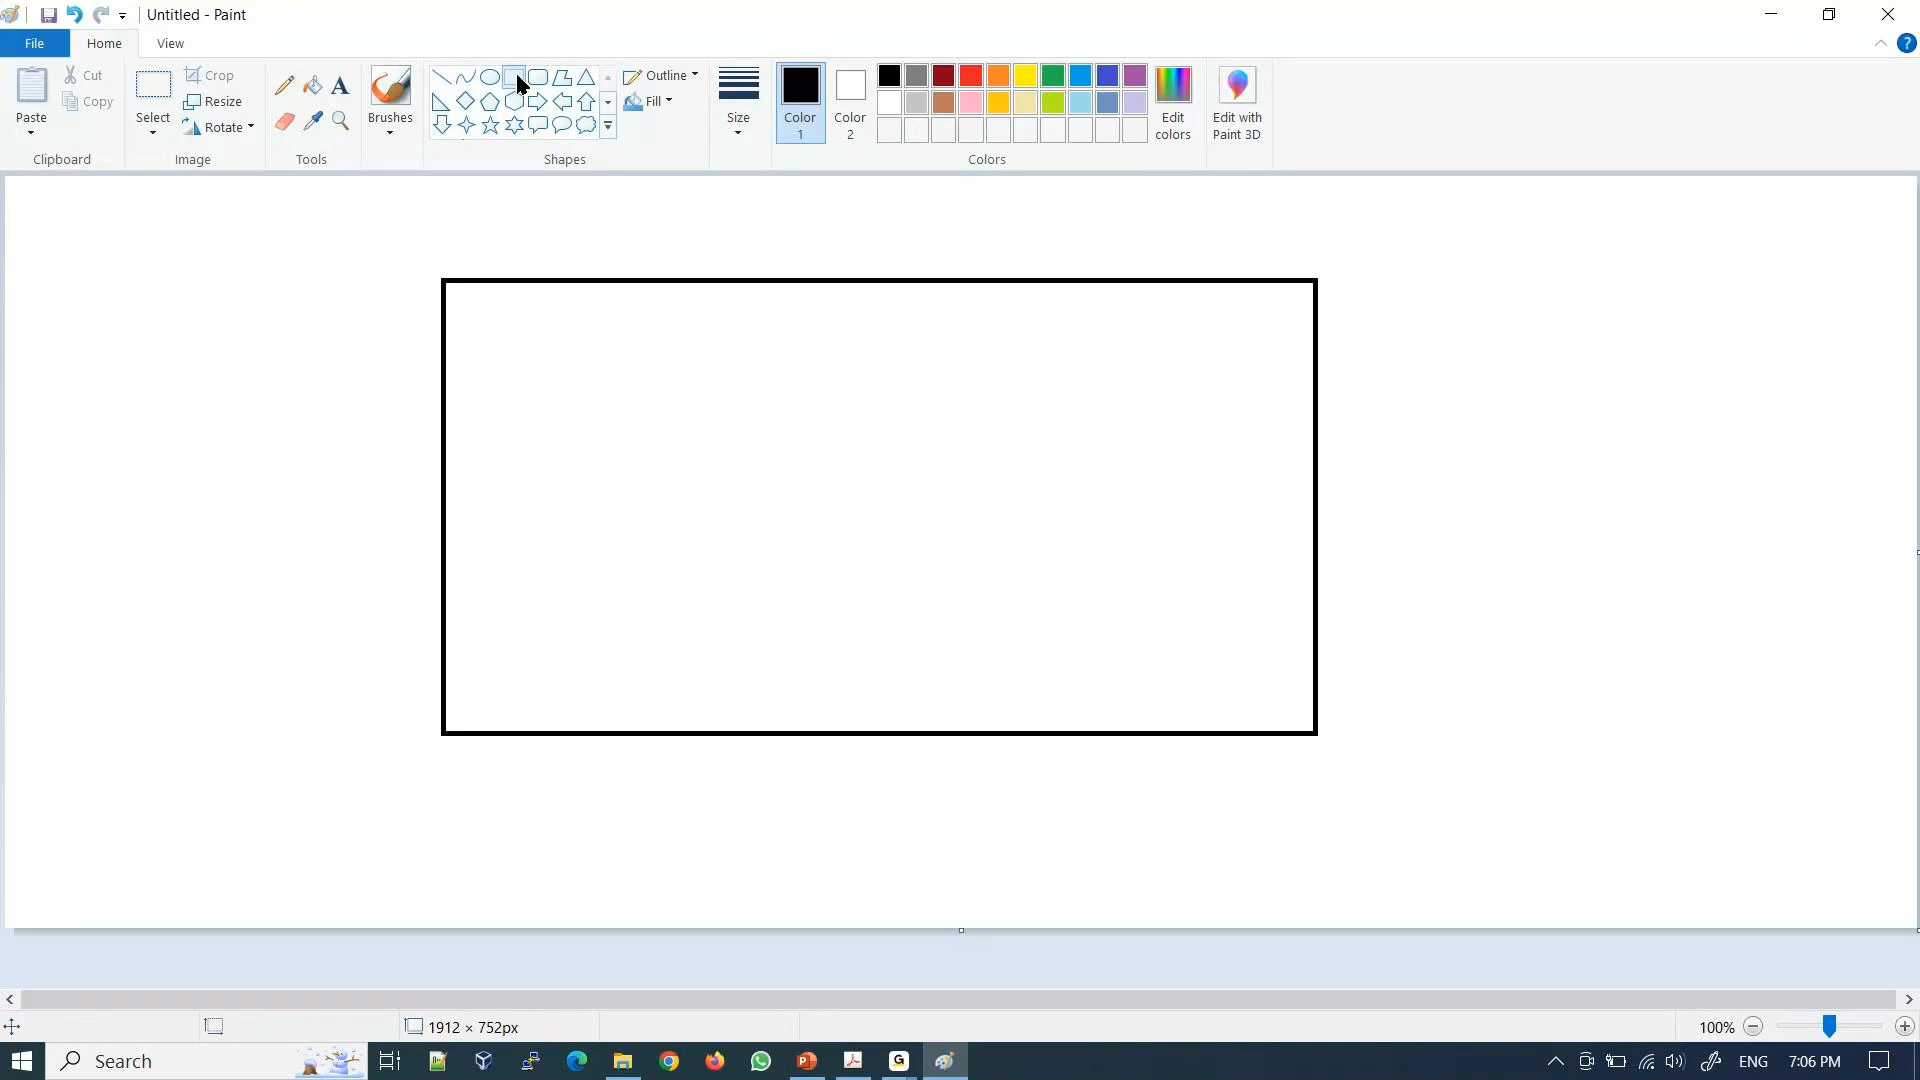 Untitled - Paint
File Home View
Paste
Cut
Copy
Clipboard
Select
Crop
Resize
Rotate
Image
A
Tools
Brushes
Outline
Fill
Shapes
Size
Color 1
Color 2
Edit colors
Colors
Edit with Paint 3D
1912 × 752px
100%
Search
G
ENG
7:06 PM